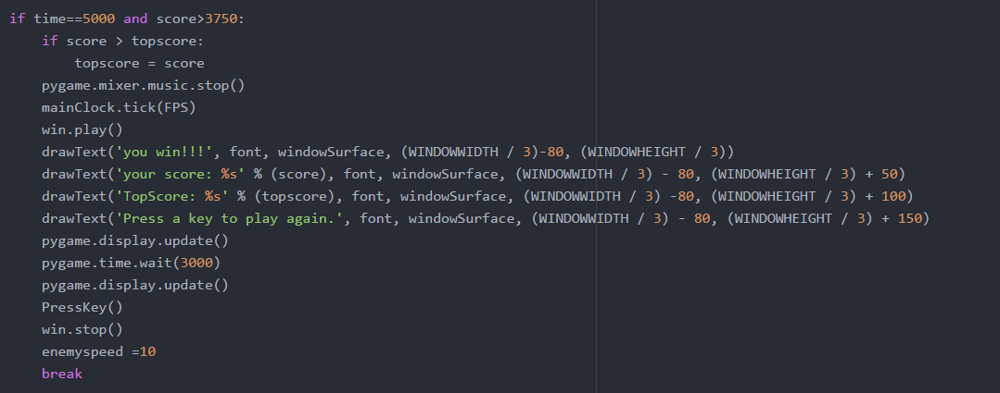 if time==5000 and score>3750:
    if score > topscore:
        topscore = score
    pygame.mixer.music.stop()
    mainClock.tick(FPS)
    win.play()
    drawText('you win!!!', font, windowSurface, (WINDOWWIDTH / 3)-80, (WINDOWHEIGHT / 3))
    drawText('your score: %s' % (score), font, windowSurface, (WINDOWWIDTH / 3) - 80, (WINDOWHEIGHT / 3) + 50)
    drawText('TopScore: %s' % (topscore), font, windowSurface, (WINDOWWIDTH / 3) -80, (WINDOWHEIGHT / 3) + 100)
    drawText('Press a key to play again.', font, windowSurface, (WINDOWWIDTH / 3) - 80, (WINDOWHEIGHT / 3) + 150)
    pygame.display.update()
    pygame.time.wait(3000)
    pygame.display.update()
    PressKey()
    win.stop()
    enemyspeed =10
    break